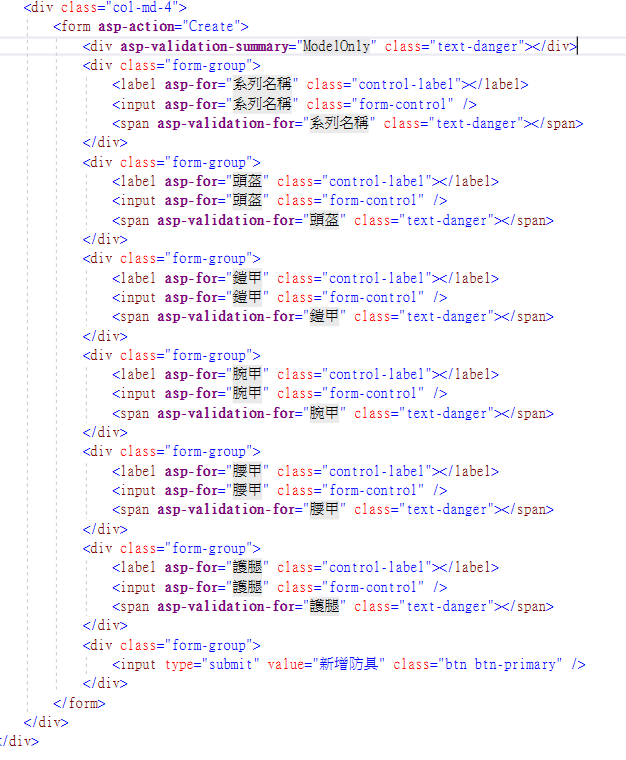 <div class="col-md-4">
<form asp-action="Create">
<div asp-validation-summary="ModelOnly" class="text-danger"></div>
<div class="form-group">
<label asp-for="系列名稱" class="control-label"></label>
<input asp-for="系列名稱" class="form-control" />
<span asp-validation-for="系列名稱" class="text-danger"></span>
</div>
<div class="form-group">
<label asp-for="頭盔" class="control-label"></label>
<input asp-for="頭盔" class="form-control" />
<span asp-validation-for="頭盔" class="text-danger"></span>
</div>
<div class="form-group">
<label asp-for="鎧甲" class="control-label"></label>
<input asp-for="鎧甲" class="form-control" />
<span asp-validation-for="鎧甲" class="text-danger"></span>
</div>
<div class="form-group">
<label asp-for="腕甲" class="control-label"></label>
<input asp-for="腕甲" class="form-control" />
<span asp-validation-for="腕甲" class="text-danger"></span>
</div>
<div class="form-group">
<label asp-for="腰甲" class="control-label"></label>
<input asp-for="腰甲" class="form-control" />
<span asp-validation-for="腰甲" class="text-danger"></span>
</div>
<div class="form-group">
<label asp-for="護腿" class="control-label"></label>
<input asp-for="護腿" class="form-control" />
<span asp-validation-for="護腿" class="text-danger"></span>
</div>
<div class="form-group">
<input type="submit" value="新增防具" class="btn btn-primary" />
</div>
</form>
</div>
</div>